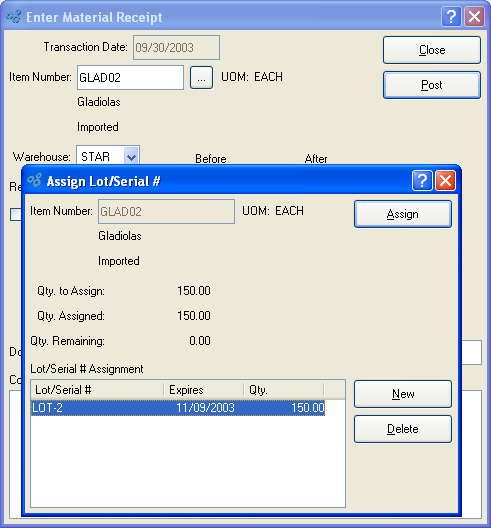 Enter Material Receipt
Transaction Date: 09/30/2003
Close
Item Number: GLAD02 ... UOM: EACH
Post
Gladiolas
Imported
Warehouse: STAR Before After
Assign Lot/Serial #
Re
Item Number: GLAD02 UOM: EACH
Assign
Gladiolas
Imported
Qty. to Assign: 150.00
Qty. Assigned: 150.00
Qty. Remaining: 0.00
Do
Lot/Serial # Assignment
Co
Lot/Serial # Expires Qty.
New
LOT-2 11/09/2003 150.00
Delete